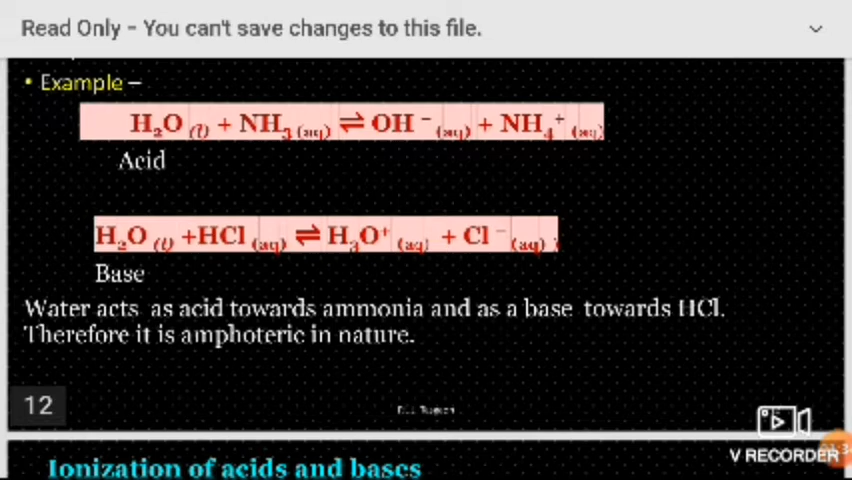 Read Only - You can't save changes to this file.
• Example –
H₂O (l) + NH₃ (aq) ⇌ OH⁻ (aq) + NH₄⁺ (aq)
Acid
H₂O (l) +HCl (aq) ⇌ H₃O⁺ (aq) + Cl⁻ (aq) )
Base
Water acts as acid towards ammonia and as a base towards HCl.
Therefore it is amphoteric in nature.
12
V RECORDER
Ionization of acids and bases